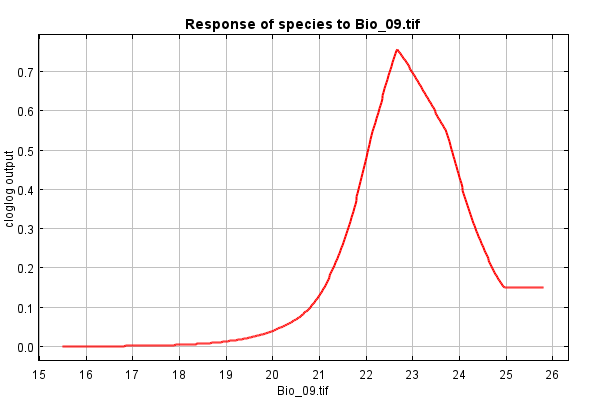 Response of species to Bio_09.tif
cloglog output
0.7
0.6
0.5
0.4
0.3
0.2
0.1
0.0
15 16 17 18 19 20 21 22 23 24 25 26
Bio_09.tif